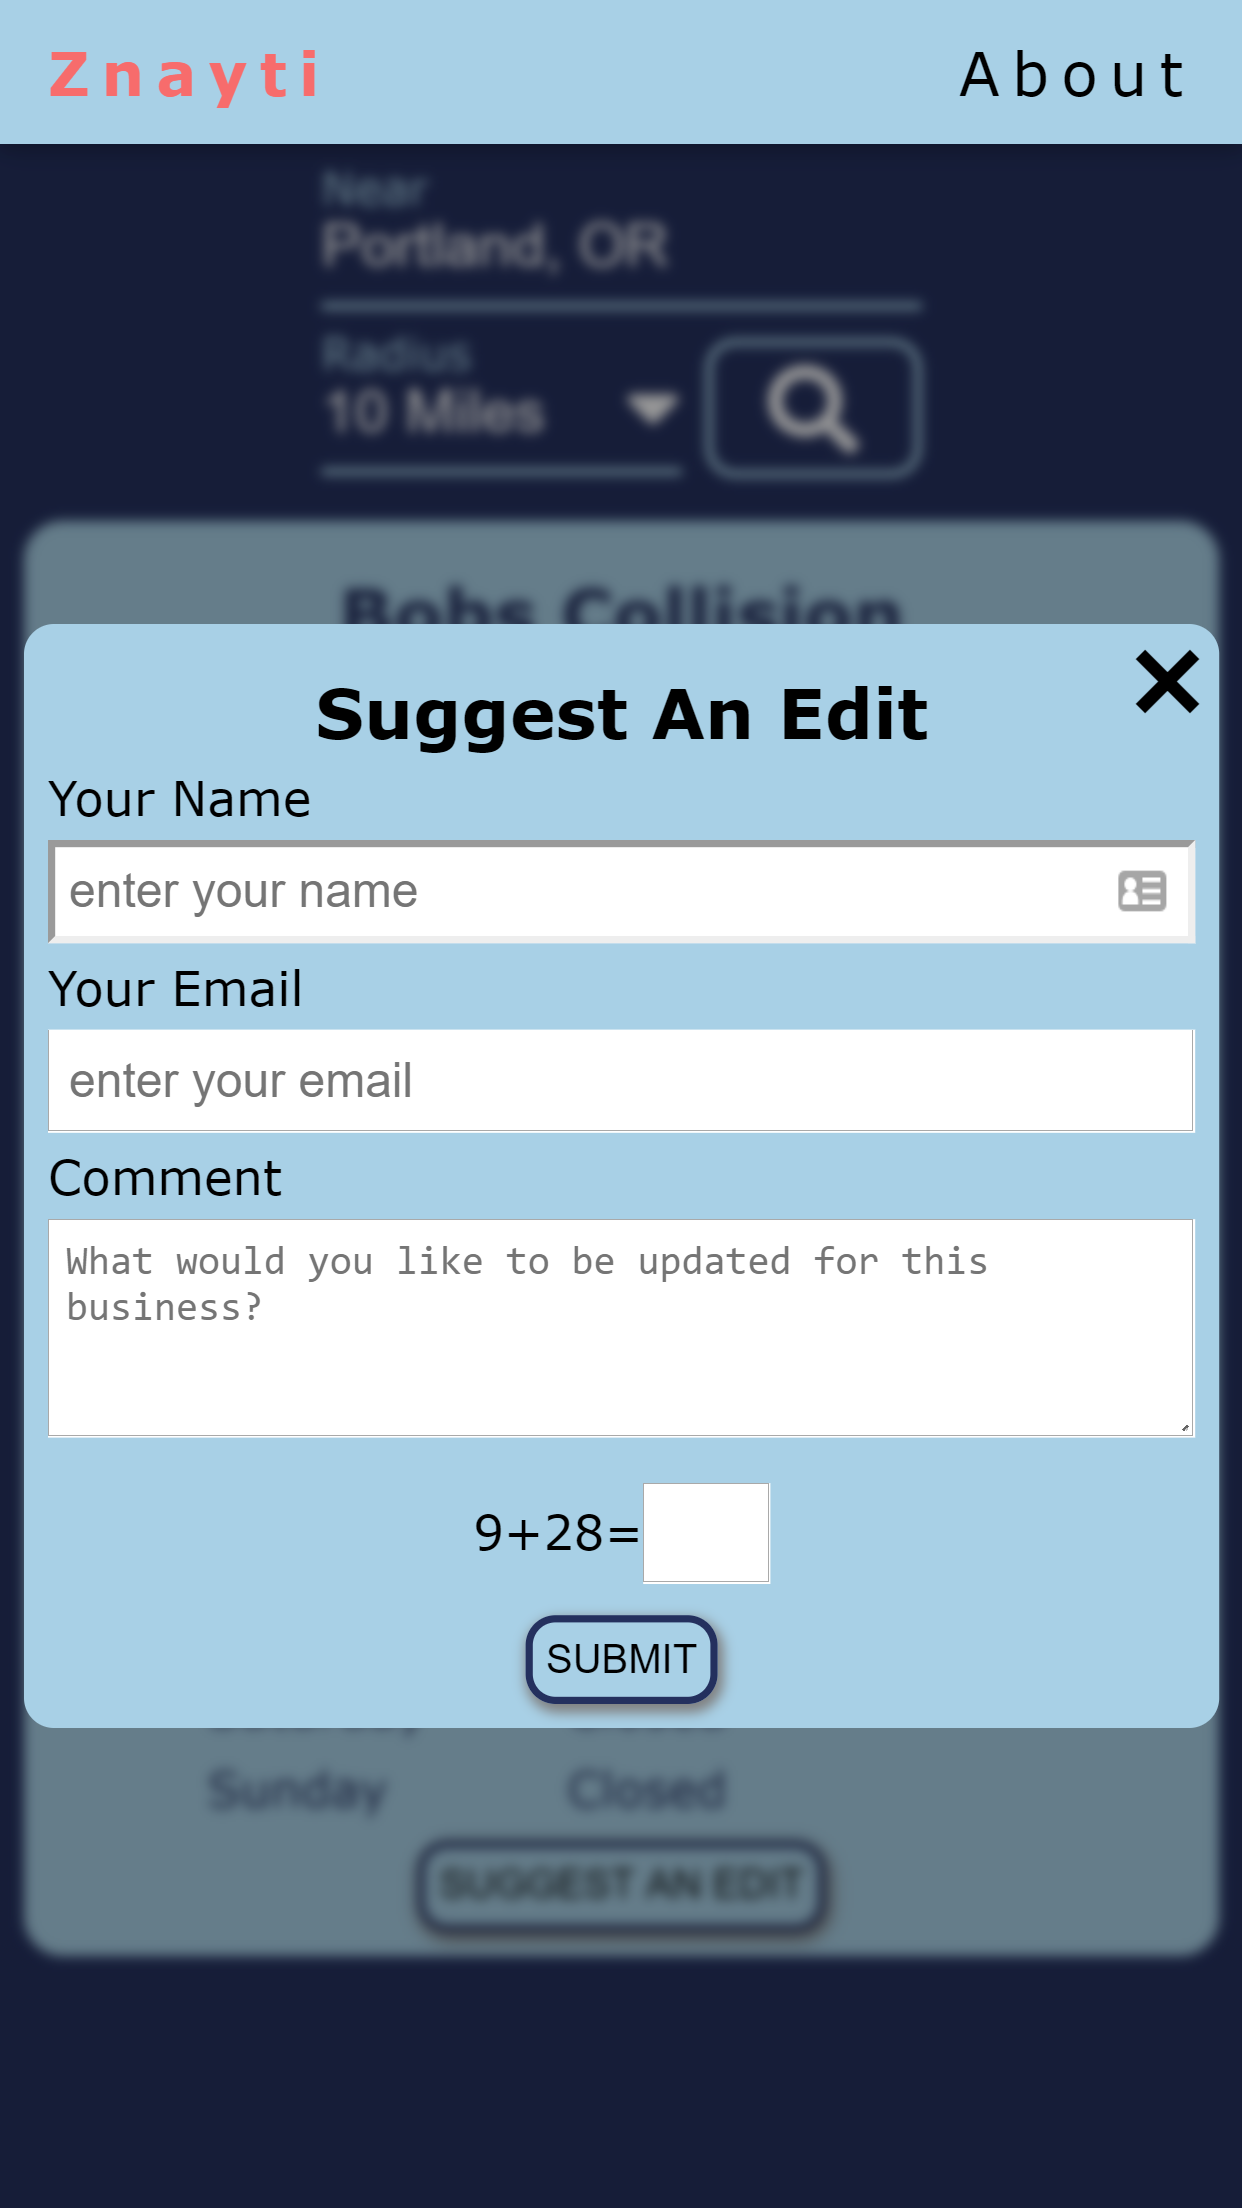 Znayti
About
Near
Portland, OR
Radius
10 Miles
Bobs Collision
Suggest An Edit
Your Name
enter your name
Your Email
enter your email
Comment
What would you like to be updated for this
business?
9+28=
SUBMIT
Sunday Closed
SUGGEST AN EDIT